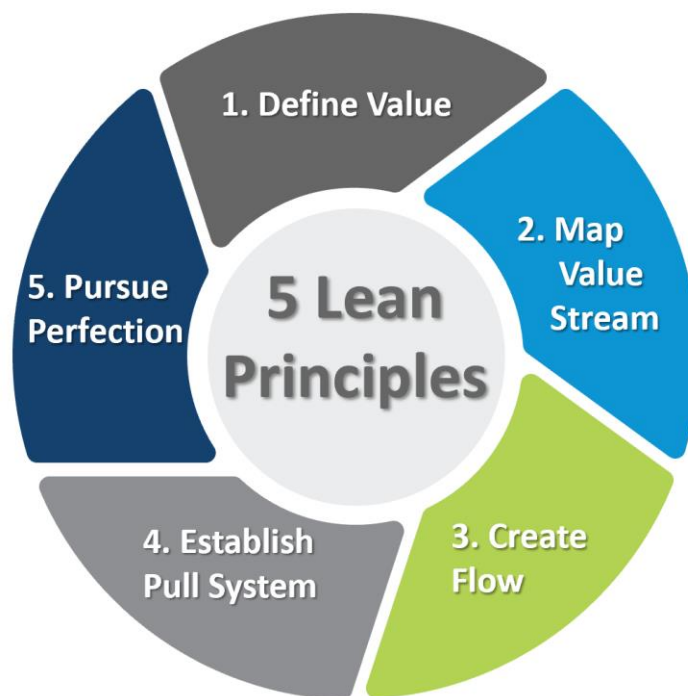 1. Define Value
2. Map
Value
Stream
5 Lean
Principles
5. Pursue
Perfection
3. Create
Flow
4. Establish
Pull System